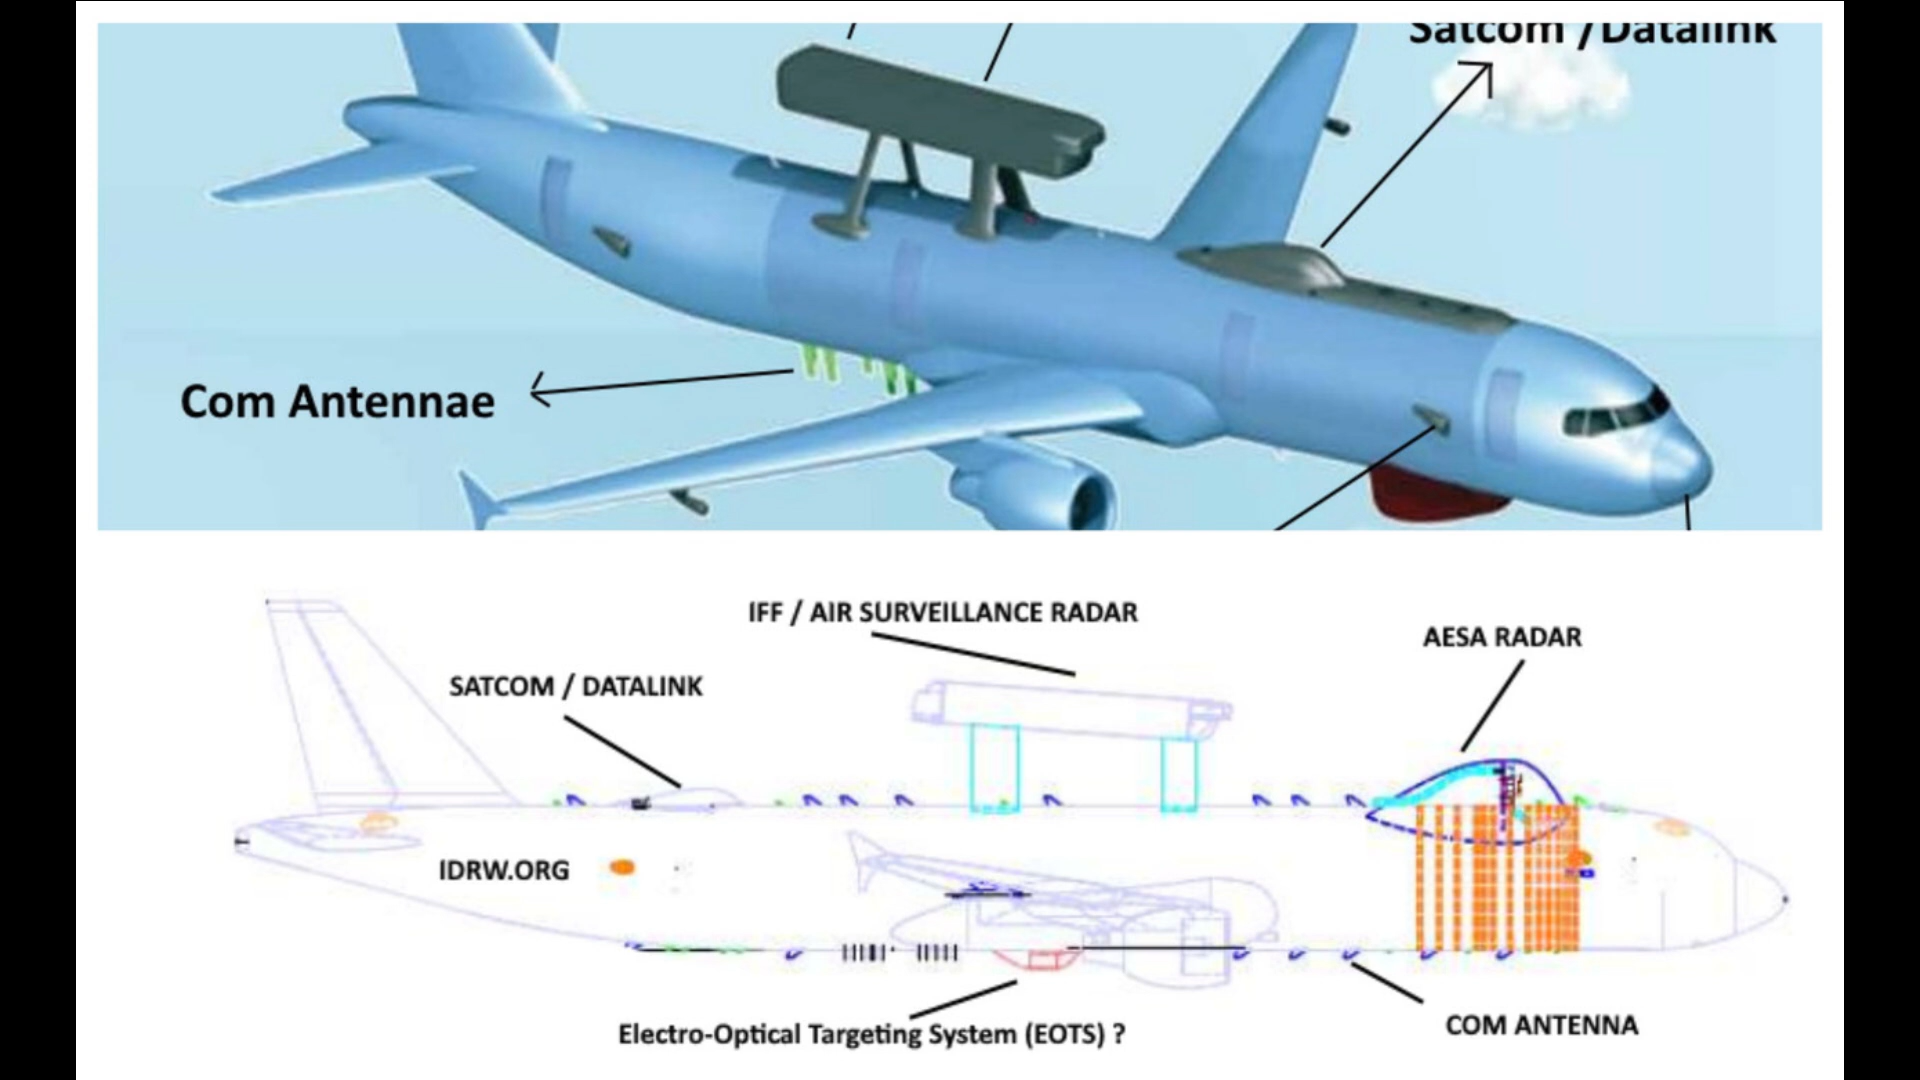 Satcom /Datalink
Com Antennae
IFF / AIR SURVEILLANCE RADAR
AESA RADAR
SATCOM / DATALINK
IDRW.ORG
Electro-Optical Targeting System (EOTS) ?
COM ANTENNA